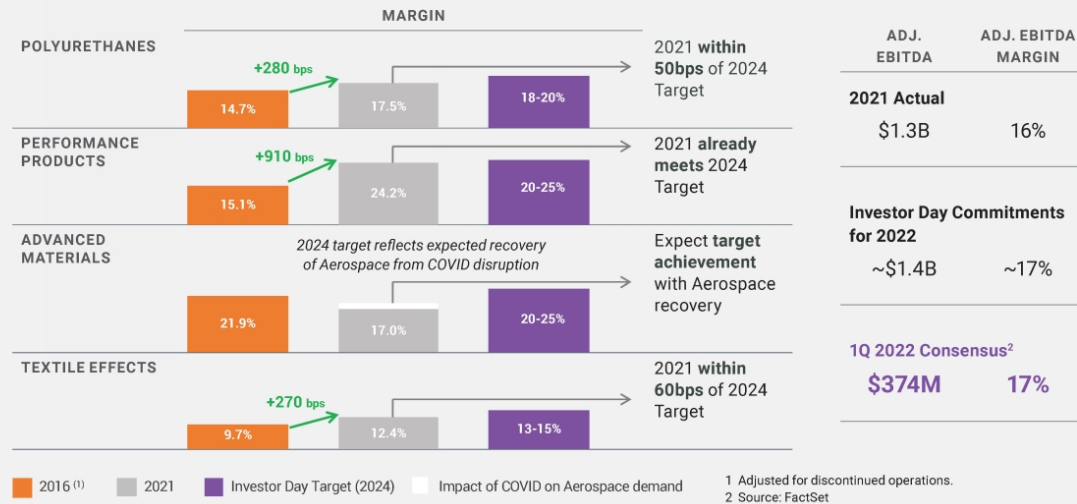 MARGIN
POLYURETHANES
+280 bps
14.7%
17.5%
18-20%
2021 within
50bps of 2024
Target
PERFORMANCE
PRODUCTS
+910 bps
15.1%
24.2%
20-25%
2021 already
meets 2024
Target
ADVANCED
MATERIALS
2024 target reflects expected recovery
of Aerospace from COVID disruption
21.9%
17.0%
20-25%
Expect target
achievement
with Aerospace
recovery
TEXTILE EFFECTS
+270 bps
9.7%
12.4%
13-15%
2021 within
60bps of 2024
Target
2016 (1)
2021
Investor Day Target (2024)
Impact of COVID on Aerospace demand
ADJ.
EBITDA
ADJ. EBITDA
MARGIN
2021 Actual
$1.3B
16%
Investor Day Commitments
for 2022
~$1.4B
~17%
1Q 2022 Consensus2
$374M
17%
1 Adjusted for discontinued operations.
2 Source: FactSet